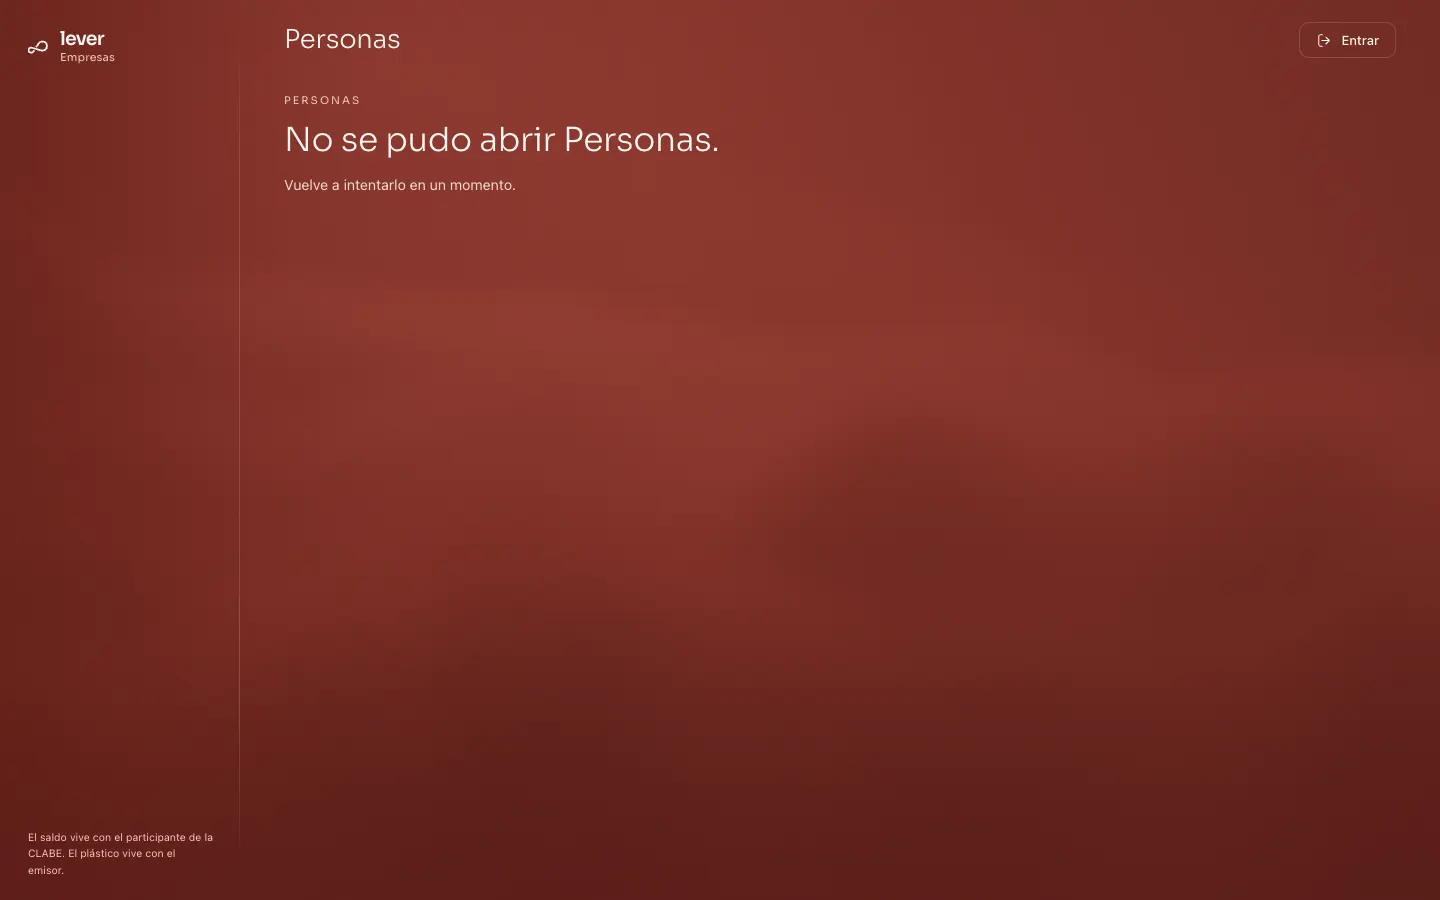 lever
Empresas
Personas
Entrar
PERSONAS
No se pudo abrir Personas.
Vuelve a intentarlo en un momento.
El saldo vive con el participante de la
CLABE. El plástico vive con el
emisor.